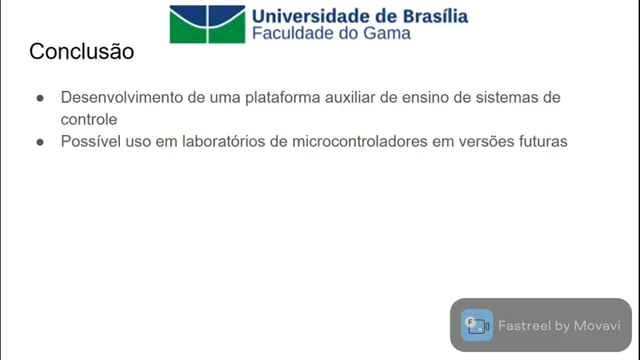 Universidade de Brasília
Faculdade do Gama
Conclusão
● Desenvolvimento de uma plataforma auxiliar de ensino de sistemas de
controle
● Possível uso em laboratórios de microcontroladores em versões futuras
Fastreel by Movavi